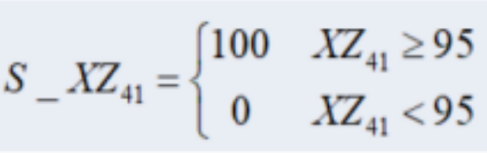 S _ XZ₄₁ = { 100 XZ₄₁ ≥ 95
0 XZ₄₁ < 95